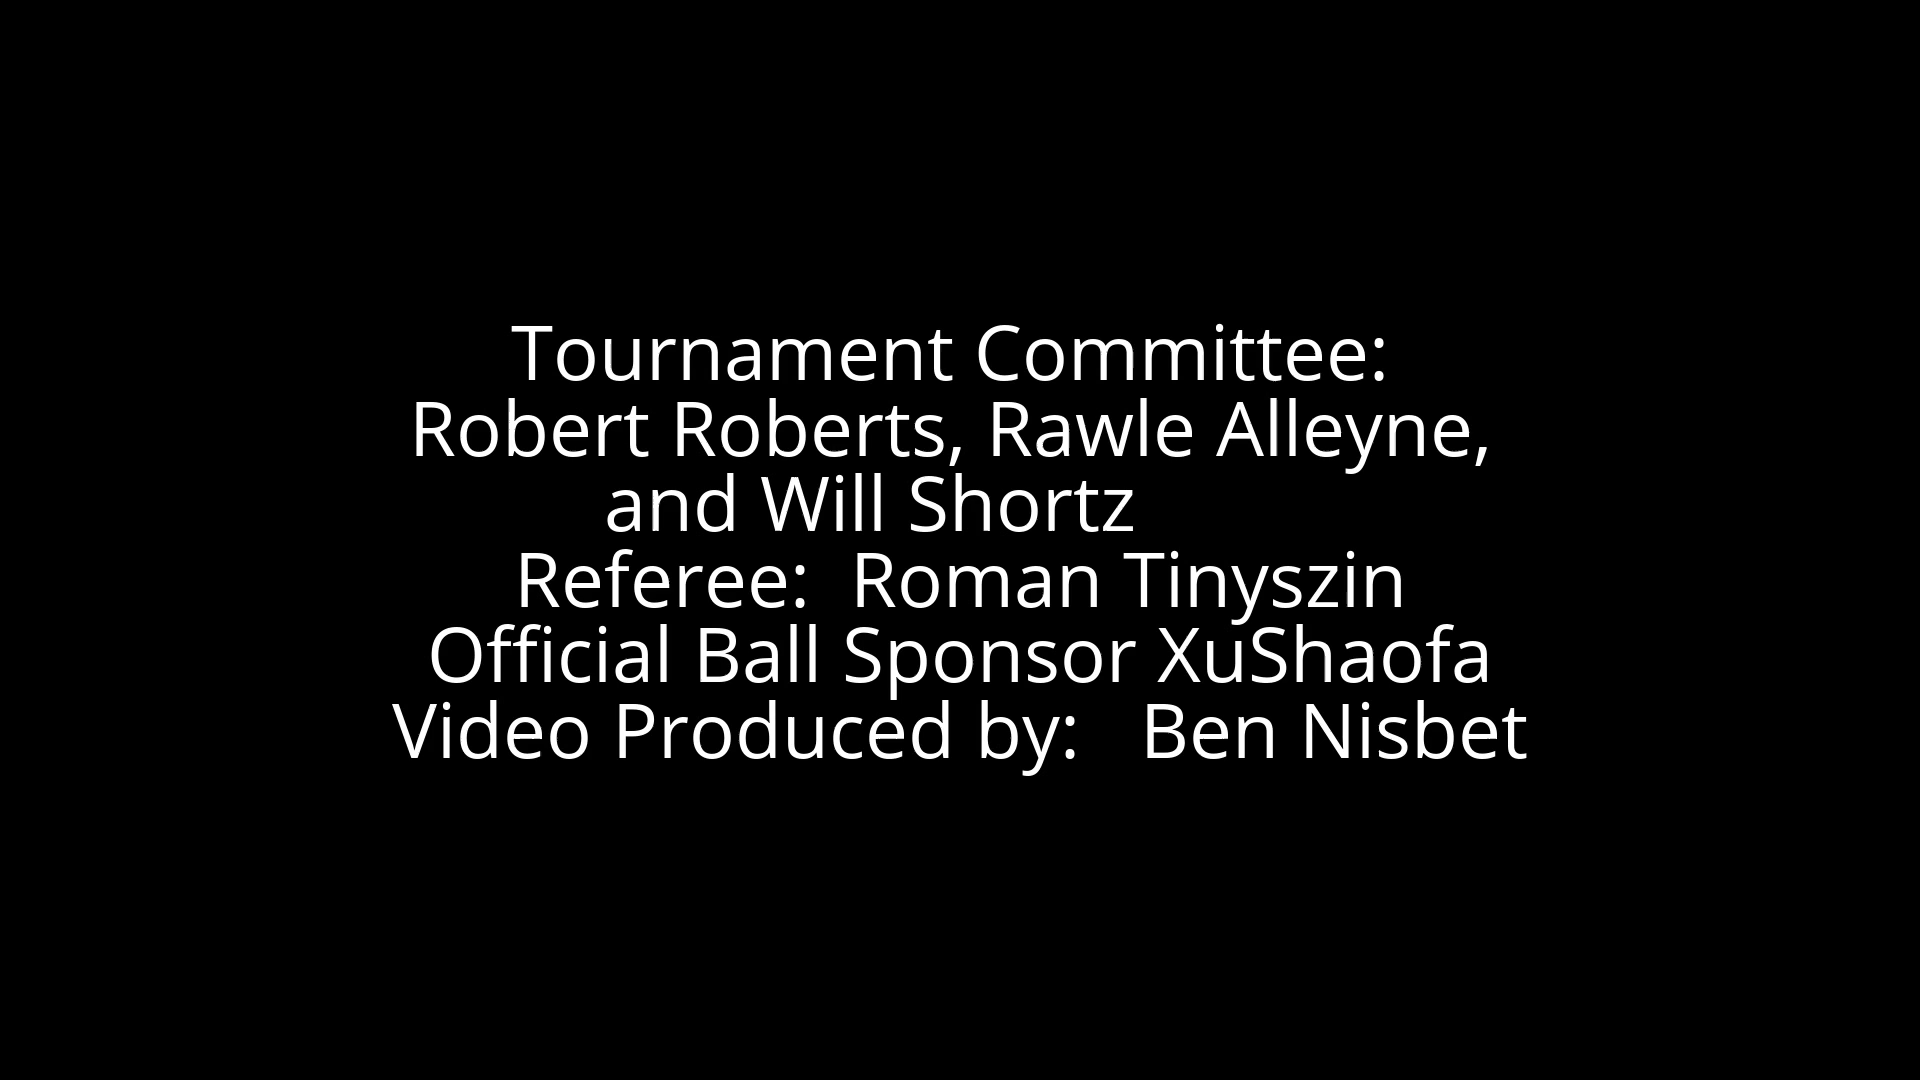 Tournament Committee:
Robert Roberts, Rawle Alleyne,
and Will Shortz
Referee:  Roman Tinyszin
Official Ball Sponsor XuShaofa
Video Produced by:   Ben Nisbet